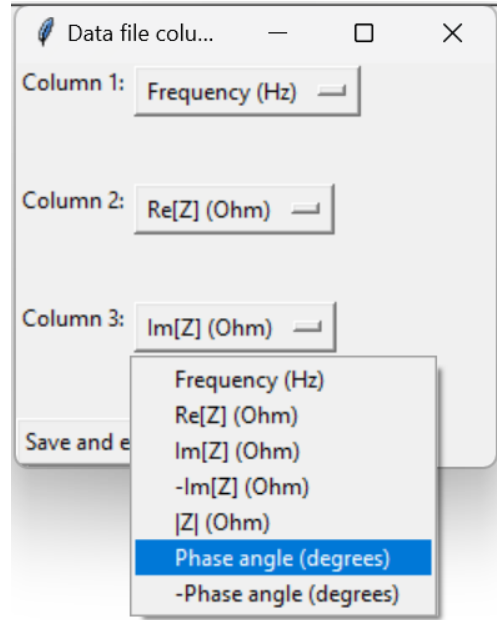 Data file colu...
Column 1: Frequency (Hz)
Column 2: Re[Z] (Ohm)
Column 3: Im[Z] (Ohm)
Frequency (Hz)
Re[Z] (Ohm)
Save and e
Im[Z] (Ohm)
-Im[Z] (Ohm)
|Z| (Ohm)
Phase angle (degrees)
-Phase angle (degrees)